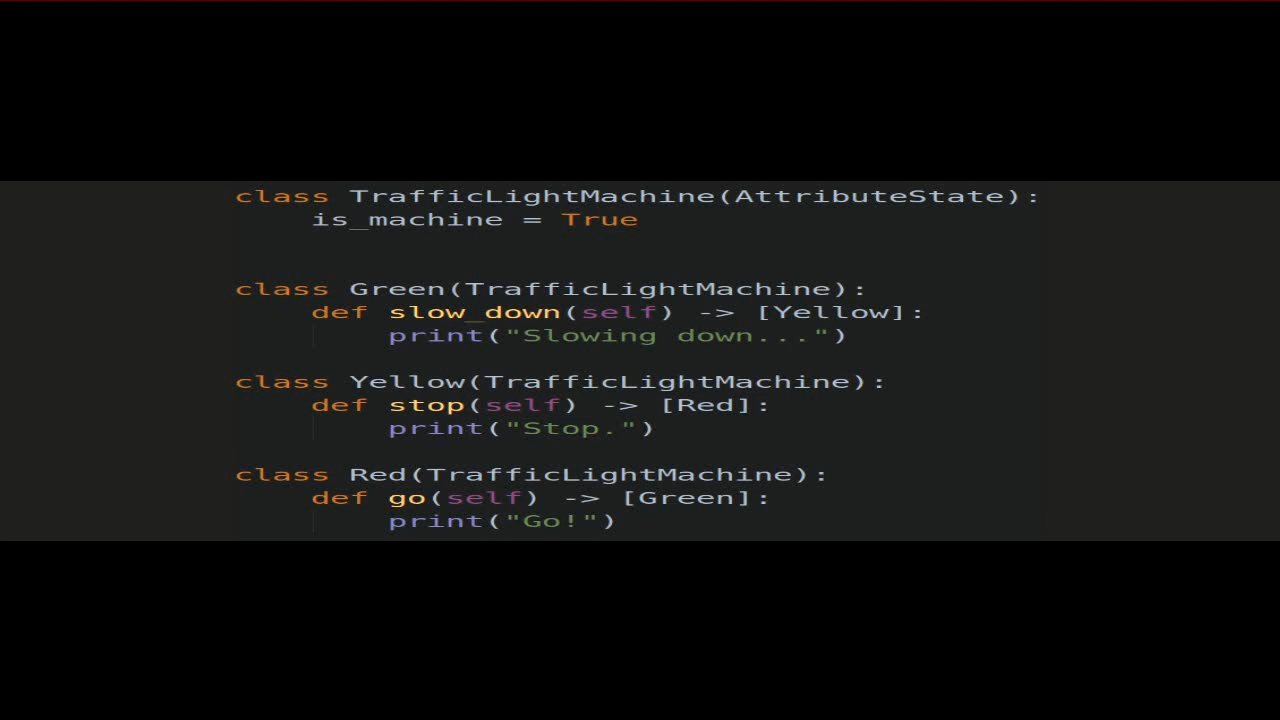 class TrafficLightMachine(AttributeState):
    is_machine = True
class Green(TrafficLightMachine):
    def slow_down(self) -> [Yellow]:
        print("Slowing down...")
class Yellow(TrafficLightMachine):
    def stop(self) -> [Red]:
        print("Stop.")
class Red(TrafficLightMachine):
    def go(self) -> [Green]:
        print("Go!")